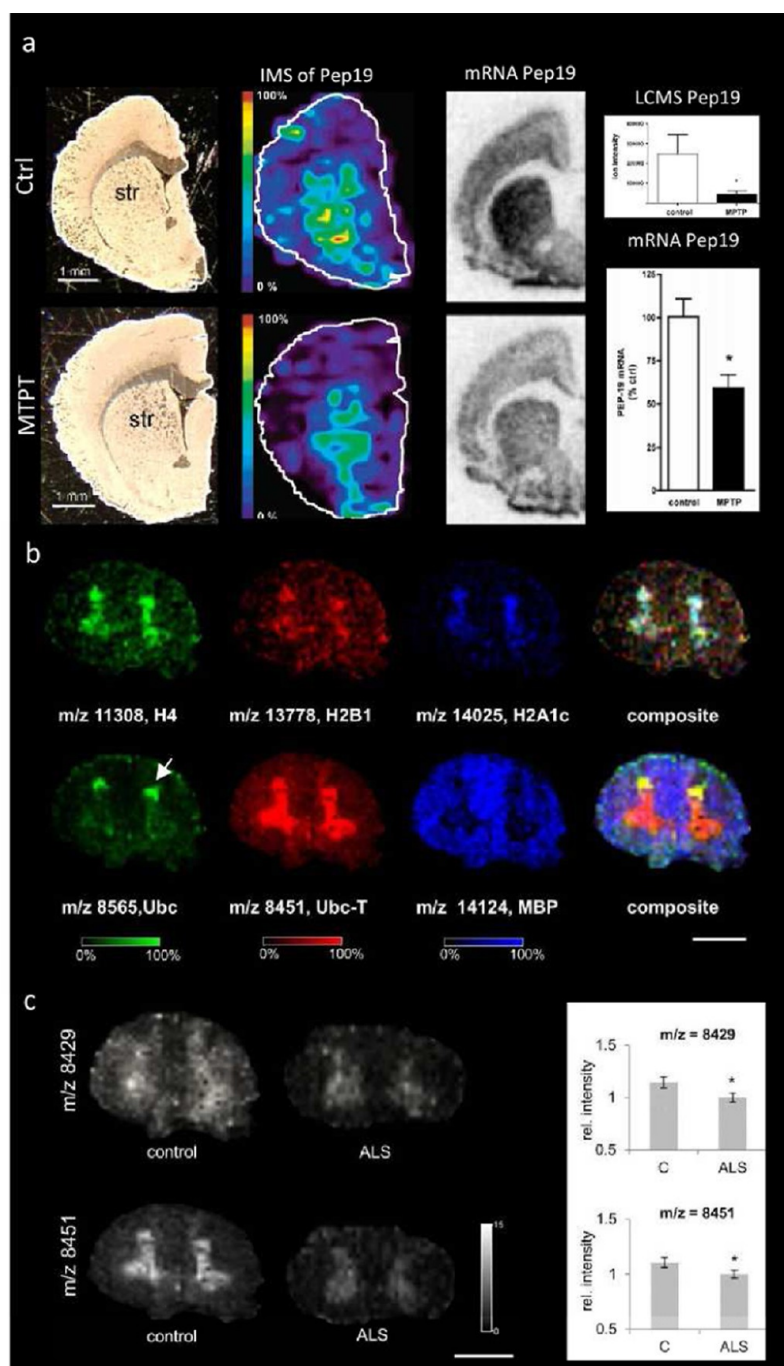 a
IMS of Pep19
mRNA Pep19
LCMS Pep19
Ctrl
str
1 mm
100%
0 %
Ion intensity
control
MPTP
mRNA Pep19
MTPT
str
1 mm
100%
0 %
PEP-19 mRNA
(% ctrl)
125
100
75
50
25
0
*
control
MPTP
b
m/z 11308, H4
m/z 13778, H2B1
m/z 14025, H2A1c
composite
m/z 8565,Ubc
m/z 8451, Ubc-T
m/z 14124, MBP
composite
0%
100%
0%
100%
0%
100%
c
m/z 8429
control
ALS
m/z = 8429
rel. intensity
1.5
1
0.5
*
C
ALS
m/z 8451
control
ALS
15
0
m/z = 8451
rel. intensity
1.5
1
0.5
*
C
ALS